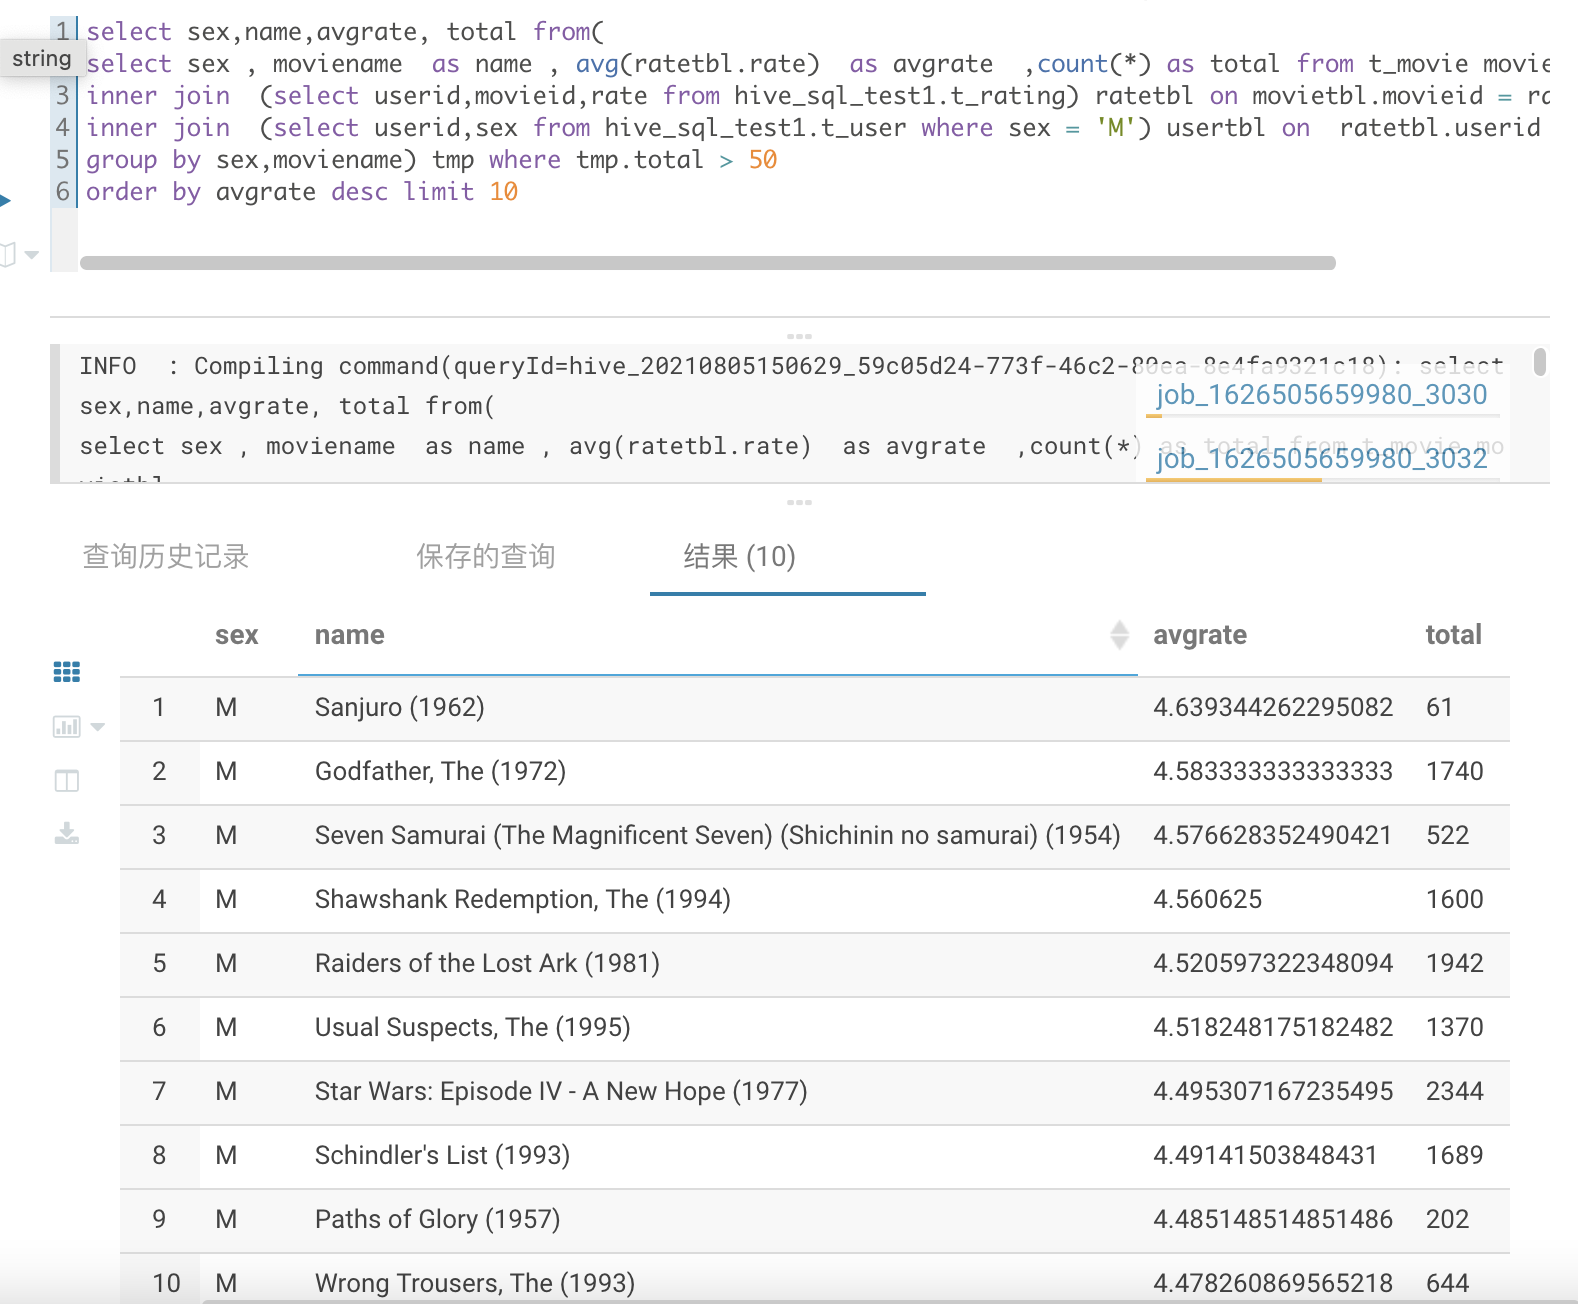 1 select sex,name,avgrate, total from(
string
select sex , moviename as name , avg(ratetbl.rate) as avgrate ,count(*) as total from t_movie movie
3 inner join (select userid,movieid,rate from hive_sql_test1.t_rating) ratetbl on movietbl.movieid = ra
4 inner join (select userid,sex from hive_sql_test1.t_user where sex = 'M') usertbl on ratetbl.userid
5 group by sex,moviename) tmp where tmp.total > 50
6 order by avgrate desc limit 10
INFO : Compiling command(queryId=hive_20210805150629_59c05d24-773f-46c2-80ea-8e4fa9321c18): select
job_1626505659980_3030
sex,name,avgrate, total from(
select sex , moviename as name , avg(ratetbl.rate) as avgrate ,count(*) as total from t_movie mo
job_1626505659980_3032
vietbl
查询历史记录 保存的查询 结果 (10)
sex name avgrate total
1 M Sanjuro (1962) 4.639344262295082 61
2 M Godfather, The (1972) 4.583333333333333 1740
3 M Seven Samurai (The Magnificent Seven) (Shichinin no samurai) (1954) 4.576628352490421 522
4 M Shawshank Redemption, The (1994) 4.560625 1600
5 M Raiders of the Lost Ark (1981) 4.520597322348094 1942
6 M Usual Suspects, The (1995) 4.518248175182482 1370
7 M Star Wars: Episode IV - A New Hope (1977) 4.495307167235495 2344
8 M Schindler's List (1993) 4.49141503848431 1689
9 M Paths of Glory (1957) 4.485148514851486 202
10 M Wrong Trousers, The (1993) 4.478260869565218 644